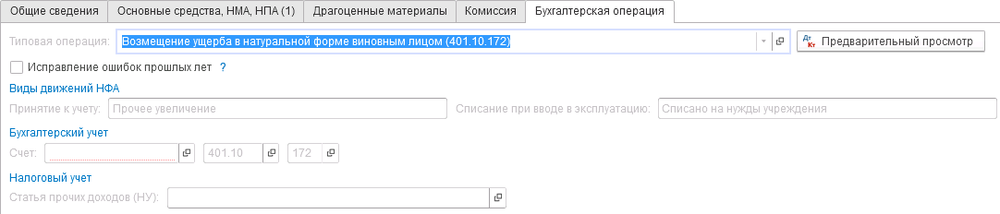 Общие сведения Основные средства, НМА, НПА (1) Драгоценные материалы Комиссия Бухгалтерская операция
Типовая операция: Возмещение ущерба в натуральной форме виновным лицом (401.10.172) Дт Кт Предварительный просмотр
Исправление ошибок прошлых лет ?
Виды движений НФА
Принятие к учету: Прочее увеличение Списание при вводе в эксплуатацию: Списано на нужды учреждения
Бухгалтерский учет
Счет: 401.10 172
Налоговый учет
Статья прочих доходов (НУ):